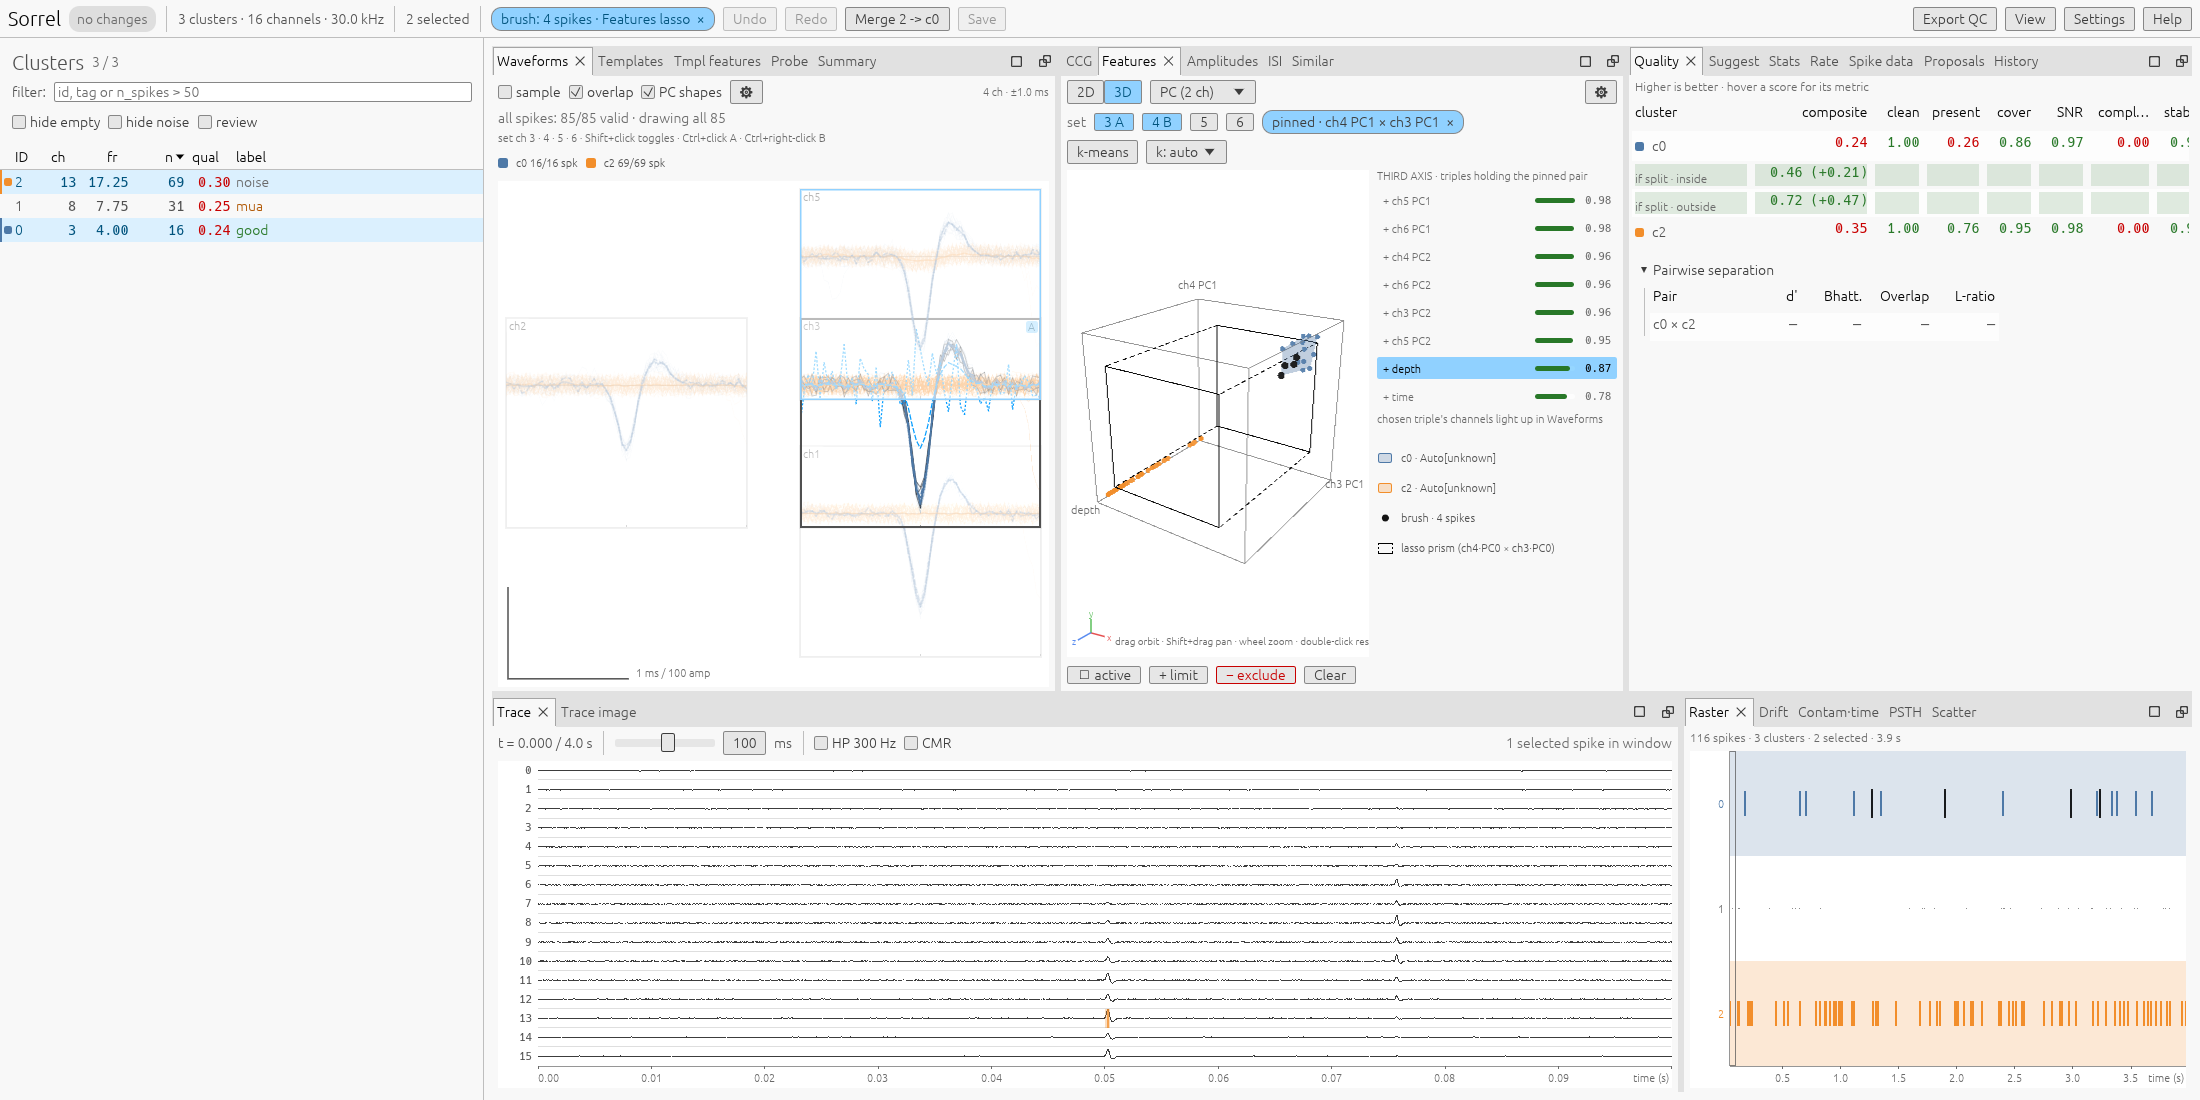 Sorrel no changes 3 clusters · 16 channels · 30.0 kHz 2 selected brush: 4 spikes · Features lasso × Undo Redo Merge 2 -> c0 Save Export QC View Settings Help
Clusters 3 / 3
filter: id, tag or n_spikes > 50
hide empty hide noise review
ID ch fr n▼ qual label
2 13 17.25 69 0.30 noise
1 8 7.75 31 0.25 mua
0 3 4.00 16 0.24 good
Waveforms Templates Tmpl features Probe Summary
sample overlap PC shapes 4 ch · ±1.0 ms
all spikes: 85/85 valid · drawing all 85
set ch 3 · 4 · 5 · 6 · Shift+click toggles · Ctrl+click A · Ctrl+right-click B
c0 16/16 spk c2 69/69 spk
ch5
ch2
ch3 A
ch1
1 ms / 100 amp
CCG Features Amplitudes ISI Similar
2D 3D PC (2 ch)
set 3 A 4 B 5 6 pinned · ch4 PC1 × ch3 PC1 ×
k-means k: auto
THIRD AXIS · triples holding the pinned pair
+ ch5 PC1 0.98
+ ch6 PC1 0.98
+ ch4 PC2 0.96
+ ch6 PC2 0.96
+ ch3 PC2 0.96
+ ch5 PC2 0.95
+ depth 0.87
+ time 0.78
chosen triple's channels light up in Waveforms
c0 · Auto[unknown]
c2 · Auto[unknown]
brush · 4 spikes
lasso prism (ch4·PC0 × ch3·PC0)
ch4 PC1
ch3 PC1
depth
y
x
z
drag orbit · Shift+drag pan · wheel zoom · double-click res
active + limit − exclude Clear
Quality Suggest Stats Rate Spike data Proposals History
Higher is better · hover a score for its metric
cluster composite clean present cover SNR compl... stab
c0 0.24 1.00 0.26 0.86 0.97 0.00 0.9
if split · inside 0.46 (+0.21)
if split · outside 0.72 (+0.47)
c2 0.35 1.00 0.76 0.95 0.98 0.00 0.9
▼ Pairwise separation
Pair d' Bhatt. Overlap L-ratio
c0 × c2 — — — —
Trace Trace image
t = 0.000 / 4.0 s 100 ms HP 300 Hz CMR 1 selected spike in window
0
1
2
3
4
5
6
7
8
9
10
11
12
13
14
15
0.00 0.01 0.02 0.03 0.04 0.05 0.06 0.07 0.08 0.09 time (s)
Raster Drift Contam·time PSTH Scatter
116 spikes · 3 clusters · 2 selected · 3.9 s
0
1
2
0.5 1.0 1.5 2.0 2.5 3.0 3.5 time (s)